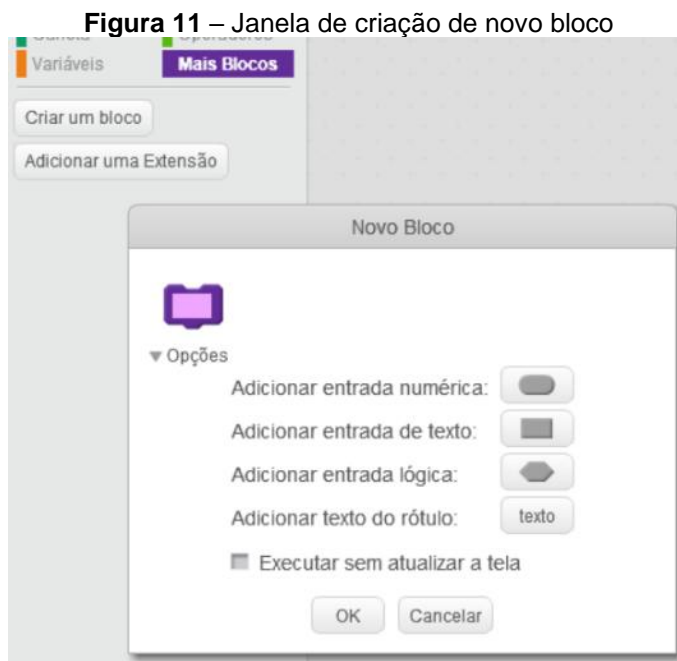 Figura 11 – Janela de criação de novo bloco
Variáveis Mais Blocos
Criar um bloco
Adicionar uma Extensão
Novo Bloco
Opções
Adicionar entrada numérica:
Adicionar entrada de texto:
Adicionar entrada lógica:
Adicionar texto do rótulo: texto
Executar sem atualizar a tela
OK Cancelar